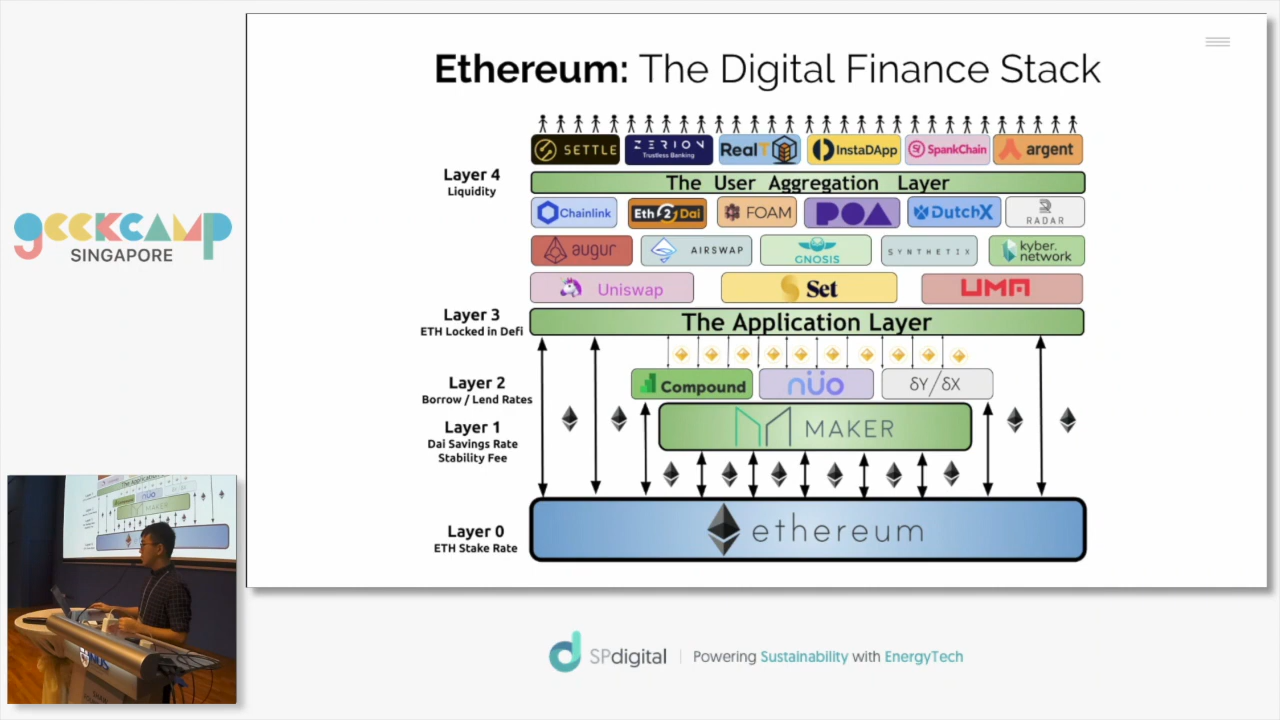 Ethereum: The Digital Finance Stack
SETTLE
ZERION
Trustless Banking
RealT
InstaDApp
SpankChain
argent
Layer 4
Liquidity
The User Aggregation Layer
Chainlink
Eth2Dai
FOAM
POA
DutchX
RADAR
augur
AIRSWAP
GNOSIS
SYNTHETIX
kyber.
network
Uniswap
Set
UMA
Layer 3
ETH Locked in Defi
The Application Layer
Layer 2
Borrow / Lend Rates
Compound
nüo
δY/δX
Layer 1
Dai Savings Rate
Stability Fee
MAKER
Layer 0
ETH Stake Rate
ethereum
geekcamp
SINGAPORE
NUS
SPdigital
Powering Sustainability with EnergyTech